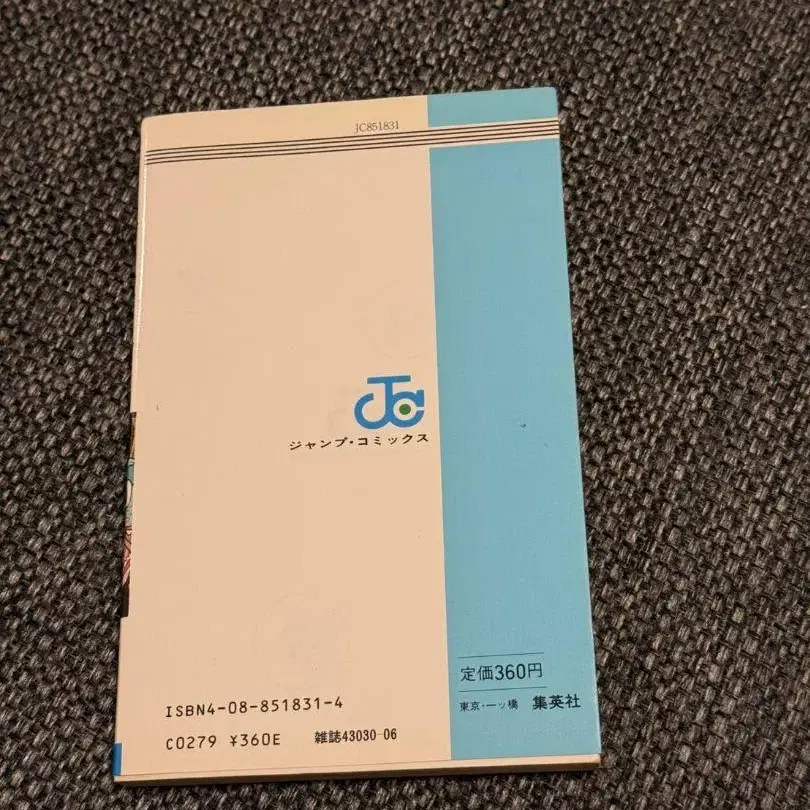 JC851831
ジャンプ・コミックス
定価360円
東京・一ツ橋 集英社
ISBN4-08-851831-4
C0279 ¥360E 雑誌43030-06